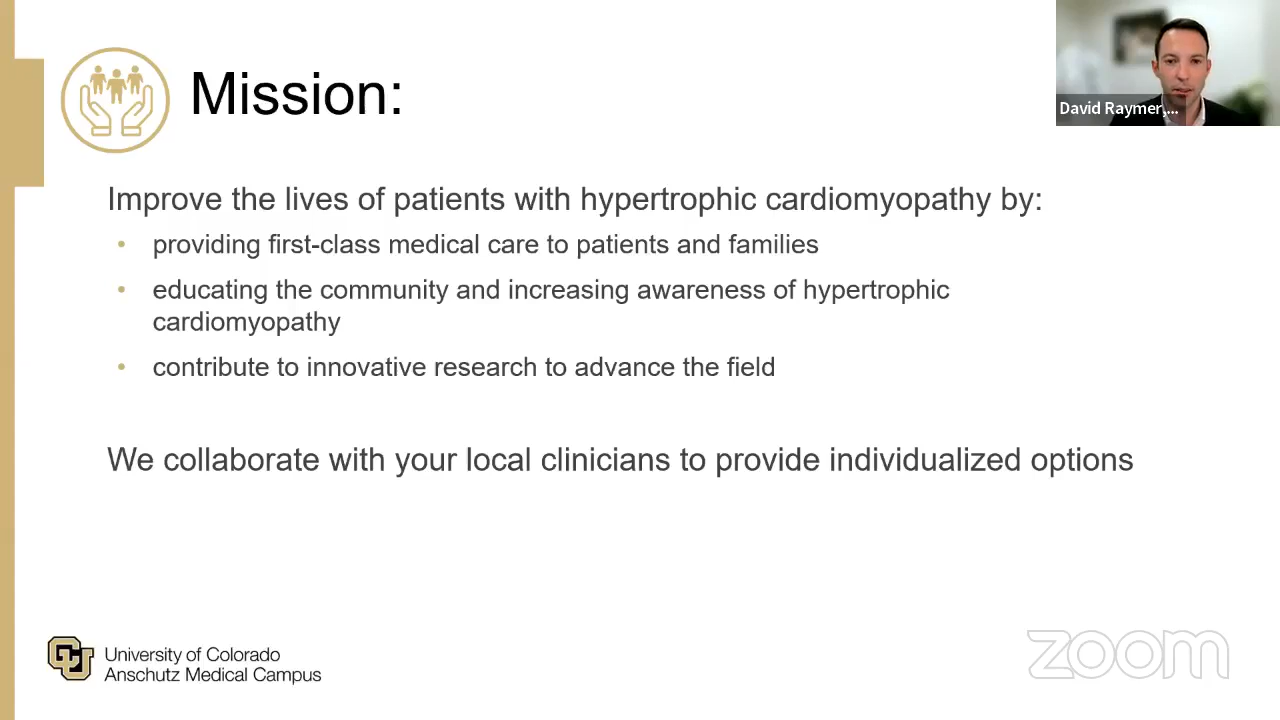 Mission:
David Raymer,...
Improve the lives of patients with hypertrophic cardiomyopathy by:
• providing first-class medical care to patients and families
• educating the community and increasing awareness of hypertrophic
cardiomyopathy
• contribute to innovative research to advance the field
We collaborate with your local clinicians to provide individualized options
CU
University of Colorado
Anschutz Medical Campus
zoom